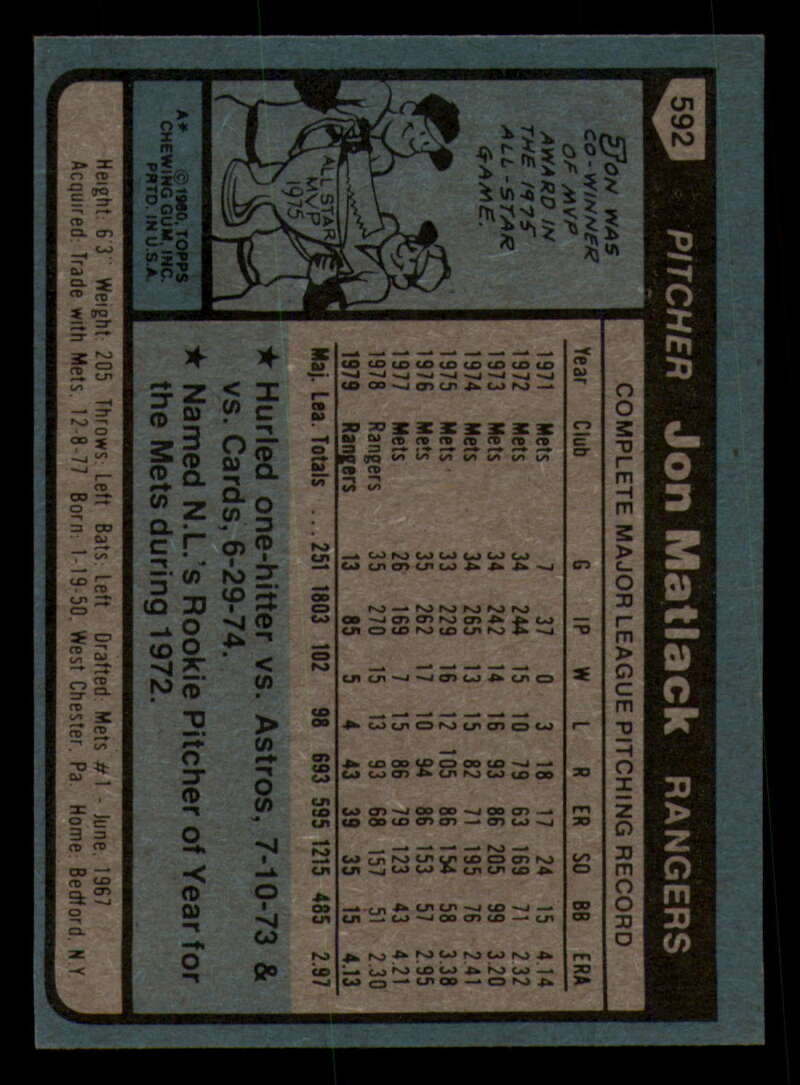 592 PITCHER Jon Matlack RANGERS
JON WAS
CO-WINNER
OF MVP
AWARD IN
THE 1975
ALL-STAR
GAME.
ALL STAR
MVP
1975
A* © 1980, TOPPS
CHEWING GUM, INC.
PRTD. IN U.S.A.
COMPLETE MAJOR LEAGUE PITCHING RECORD
Year Club G IP W L R ER SO BB ERA
1971 Mets 7 37 0 3 18 17 24 15 4.14
1972 Mets 34 244 15 10 79 63 169 71 2.32
1973 Mets 34 242 14 16 93 86 205 99 3.20
1974 Mets 34 265 13 15 82 71 195 76 2.41
1975 Mets 33 229 16 12 105 86 154 58 3.38
1976 Mets 35 262 17 10 94 86 153 57 2.95
1977 Mets 26 169 7 15 86 79 123 43 4.21
1978 Rangers 35 270 15 13 93 68 157 51 2.30
1979 Rangers 13 85 5 4 43 39 35 15 4.13
Maj. Lea. Totals ... 251 1803 102 98 693 595 1215 485 2.97
★ Hurled one-hitter vs. Astros, 7-10-73 &
vs. Cards, 6-29-74.
★ Named N.L.'s Rookie Pitcher of Year for
the Mets during 1972.
Height: 6'3" Weight: 205 Throws: Left Bats: Left Drafted: Mets #1 - June, 1967
Acquired: Trade with Mets, 12-8-77 Born: 1-19-50, West Chester, Pa. Home: Bedford, N.Y.